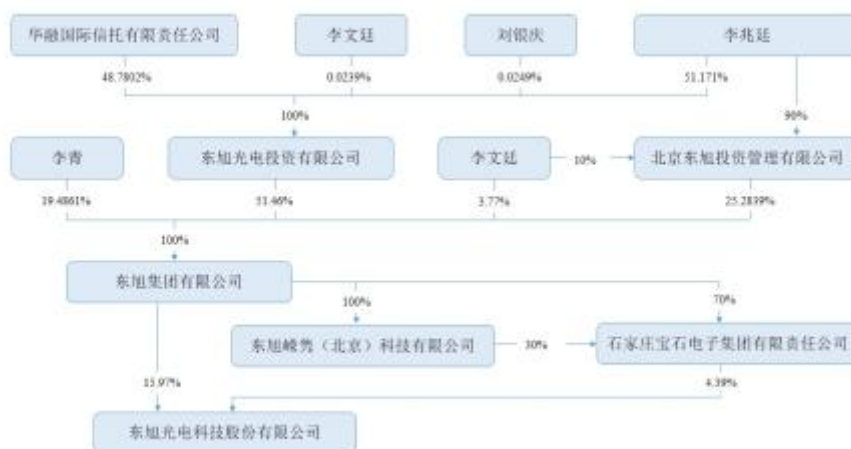 华融国际信托有限责任公司
李文廷
刘银庆
李兆廷
48.7802%
0.0239%
0.0249%
51.171%
100%
90%
李青
东旭光电投资有限公司
李文廷
10%
北京东旭投资管理有限公司
19.4861%
51.46%
3.77%
25.2839%
100%
东旭集团有限公司
100%
70%
东旭嵘隽（北京）科技有限公司
30%
石家庄宝石电子集团有限责任公司
15.97%
4.39%
东旭光电科技股份有限公司